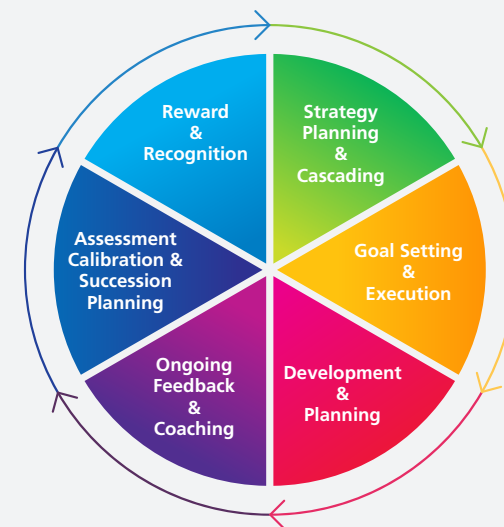 Strategy
Planning
&
Cascading
Goal Setting
&
Execution
Development
&
Planning
Ongoing
Feedback
&
Coaching
Assessment
Calibration &
Succession
Planning
Reward
&
Recognition